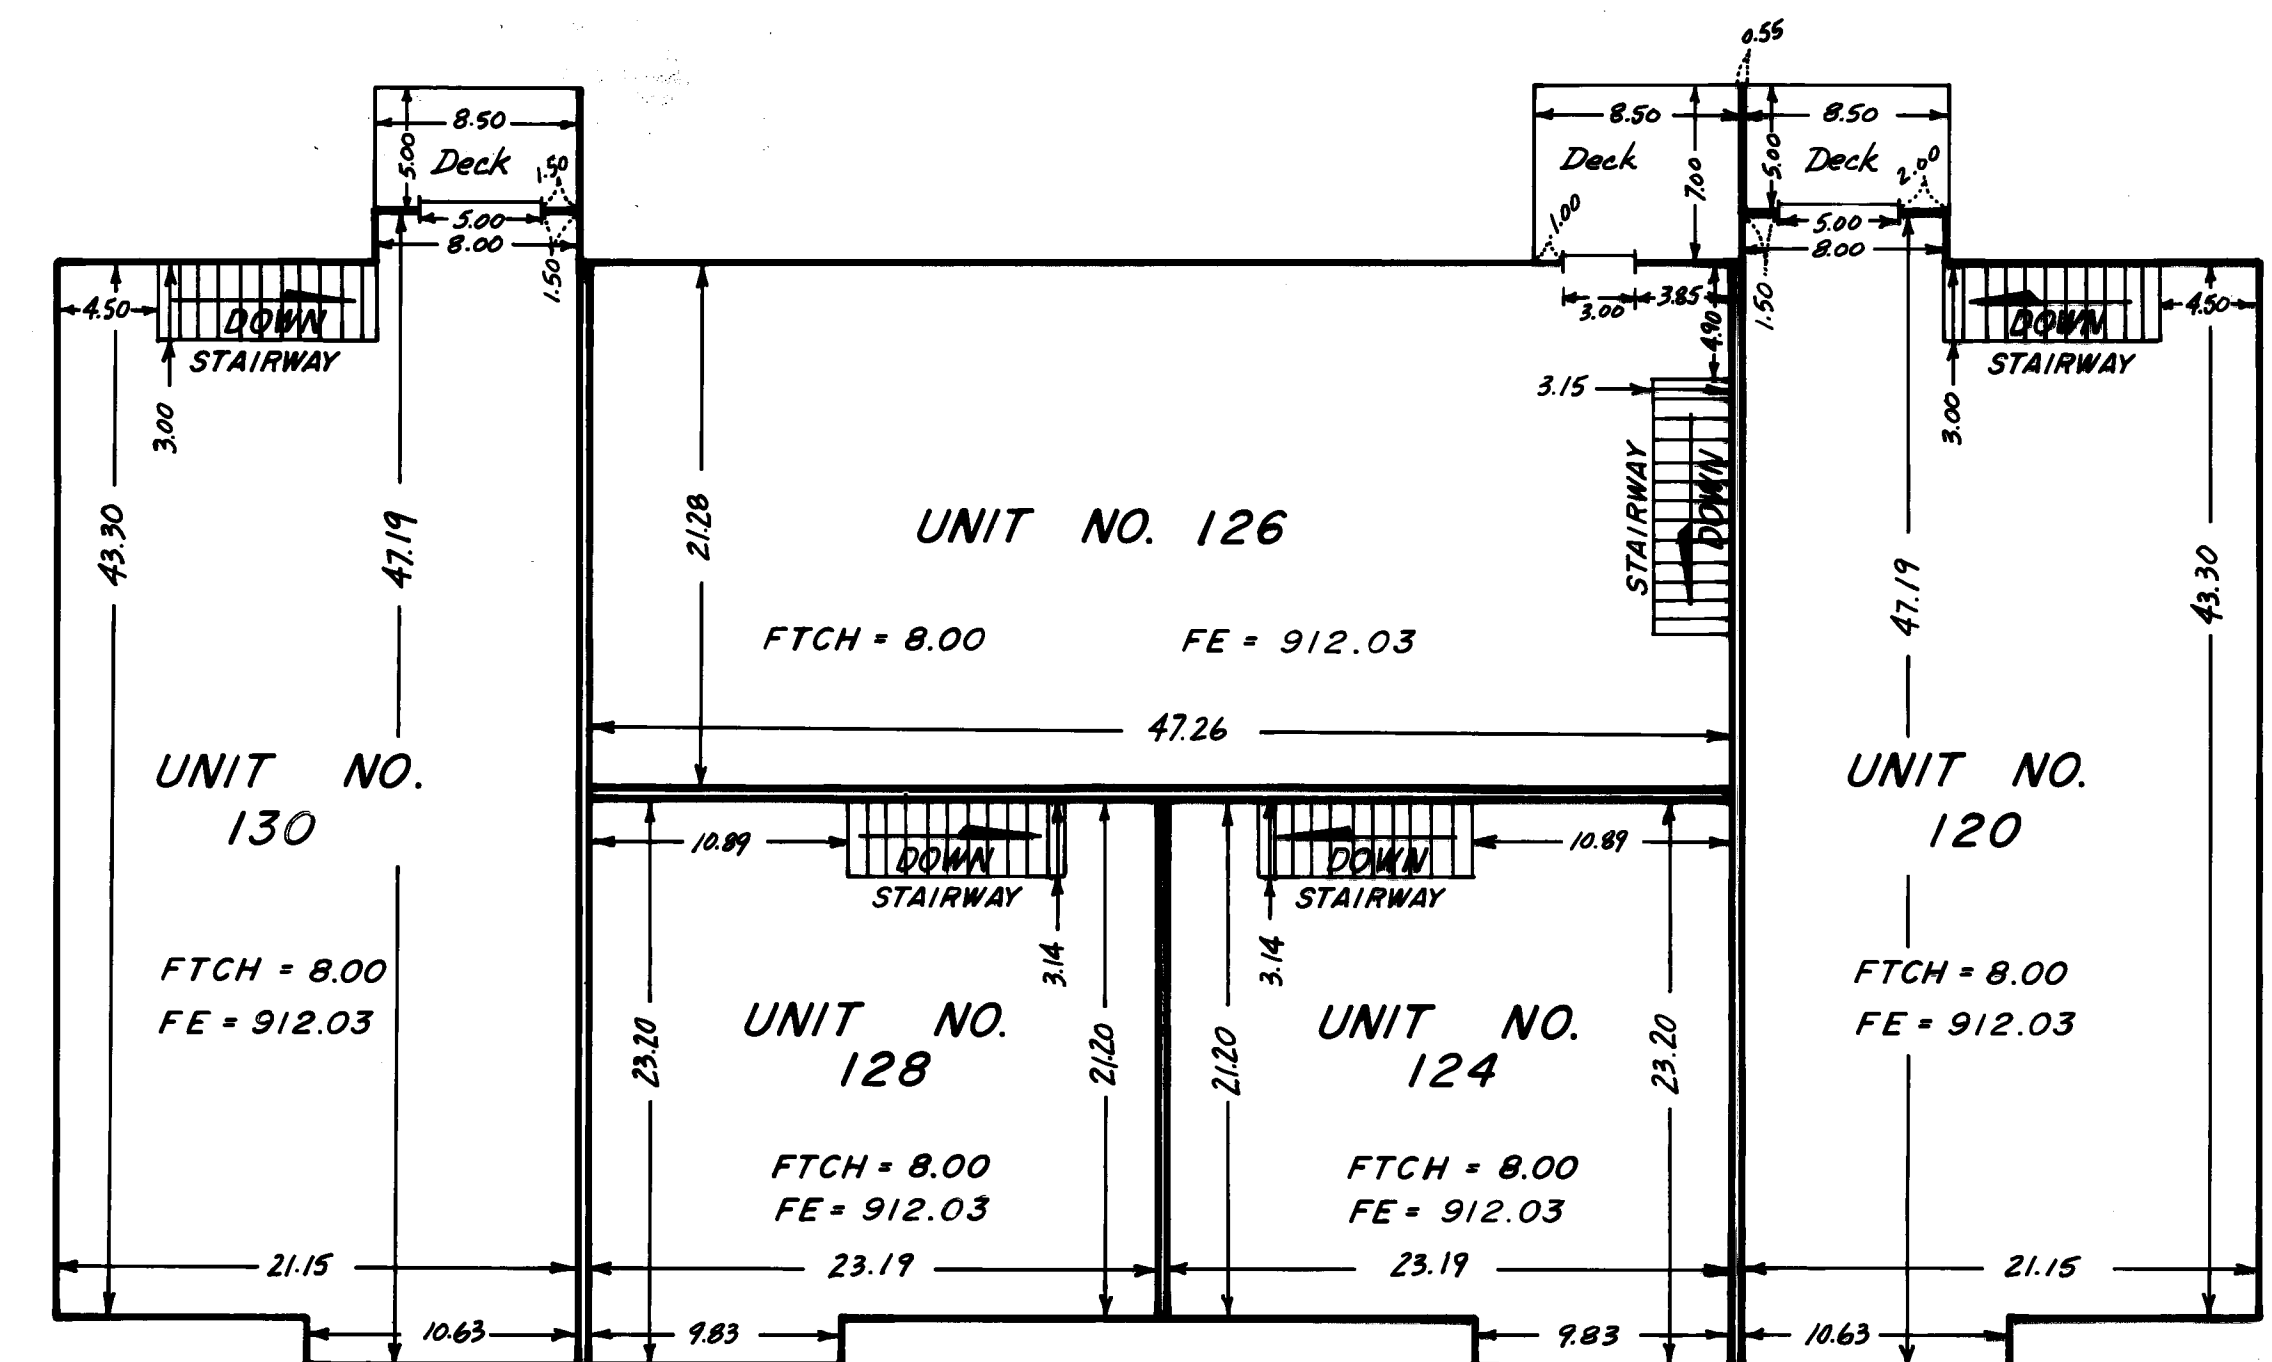 0.55
8.50
8.50
8.50
5.00
Deck
1.50
Deck
7.00
5.00
Deck
2.00
1.00
5.00
8.00
1.50
5.00
8.00
1.50
4.50
DOWN
STAIRWAY
3.00
3.00
3.85
4.90
DOWN
STAIRWAY
4.50
3.00
3.15
STAIRWAY
DOWN
43.30
47.19
21.28
UNIT NO. 126
47.19
43.30
FTCH = 8.00
FE = 912.03
47.26
UNIT NO.
130
UNIT NO.
120
10.89
DOWN
STAIRWAY
3.14
DOWN
STAIRWAY
3.14
10.89
FTCH = 8.00
FE = 912.03
FTCH = 8.00
FE = 912.03
23.20
UNIT NO.
128
21.20
21.20
UNIT NO.
124
23.20
FTCH = 8.00
FE = 912.03
FTCH = 8.00
FE = 912.03
21.15
23.19
23.19
21.15
10.63
9.83
9.83
10.63